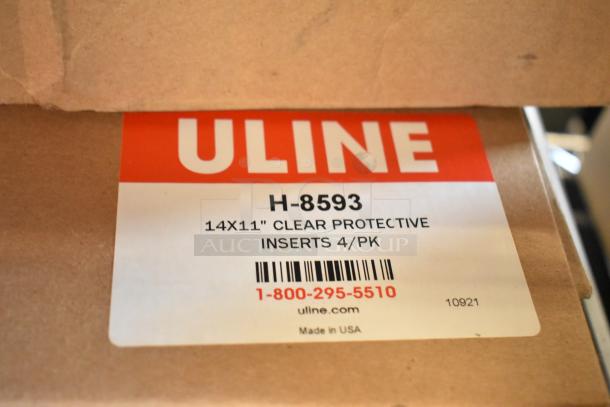 ULINE
H-8593
14X11" CLEAR PROTECTIVE
INSERTS 4/PK
1-800-295-5510
uline.com
10921
Made in USA